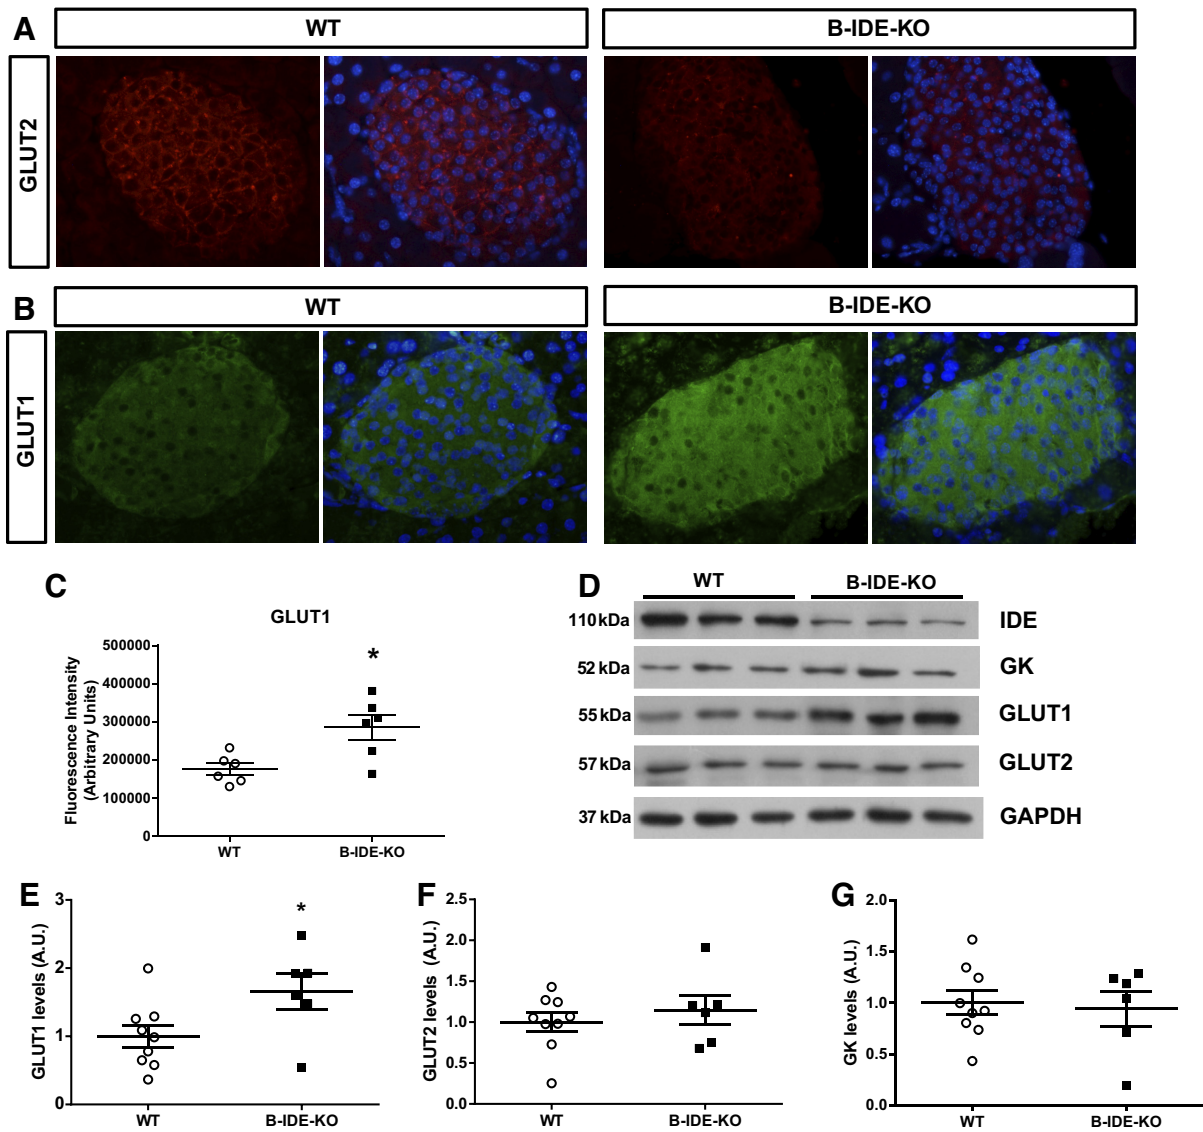 A
WT
B-IDE-KO
GLUT2
B
WT
B-IDE-KO
GLUT1
C
GLUT1
*
Fluorescence Intensity
(Arbitrary Units)
500000
400000
300000
200000
100000
0
WT
B-IDE-KO
D
WT
B-IDE-KO
110 kDa
IDE
52 kDa
GK
55 kDa
GLUT1
57 kDa
GLUT2
37 kDa
GAPDH
E
GLUT1 levels (A.U.)
3
2
1
0
*
WT
B-IDE-KO
F
GLUT2 levels (A.U.)
2.5
2.0
1.5
1.0
0.5
0.0
WT
B-IDE-KO
G
GK levels (A.U.)
2.0
1.5
1.0
0.5
0.0
WT
B-IDE-KO